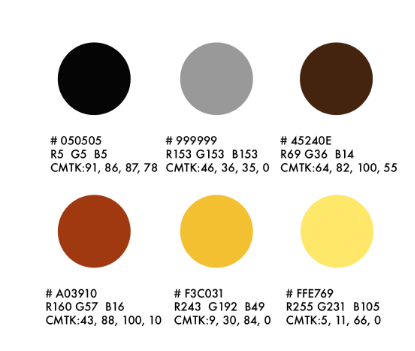 # 050505
R5 G5 B5
CMTK:91, 86, 87, 78
# 999999
R153 G153 B153
CMTK:46, 36, 35, 0
# 45240E
R69 G36 B14
CMTK:64, 82, 100, 55
# A03910
R160 G57 B16
CMTK:43, 88, 100, 10
# F3C031
R243 G192 B49
CMTK:9, 30, 84, 0
# FFE769
R255 G231 B105
CMTK:5, 11, 66, 0